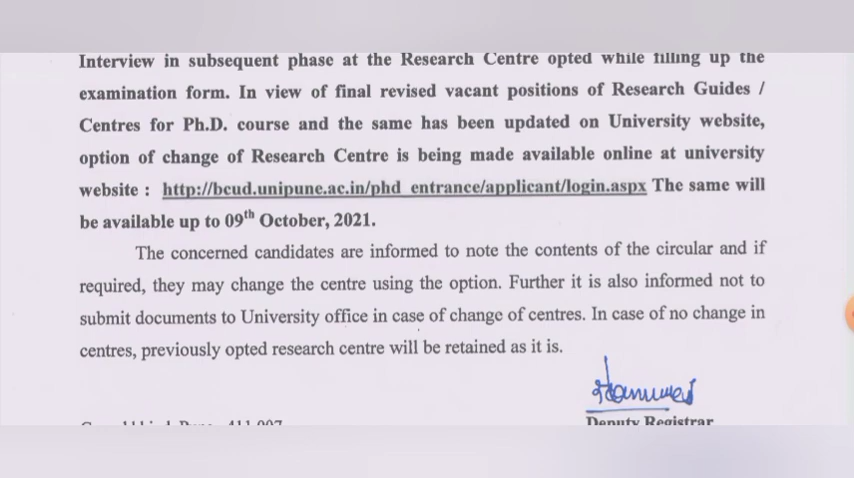 Interview in subsequent phase at the Research Centre opted while filling up the
examination form. In view of final revised vacant positions of Research Guides /
Centres for Ph.D. course and the same has been updated on University website,
option of change of Research Centre is being made available online at university
website : http://bcud.unipune.ac.in/phd_entrance/applicant/login.aspx The same will
be available up to 09th October, 2021.
The concerned candidates are informed to note the contents of the circular and if
required, they may change the centre using the option. Further it is also informed not to
submit documents to University office in case of change of centres. In case of no change in
centres, previously opted research centre will be retained as it is.
411 007
Deputy Registrar